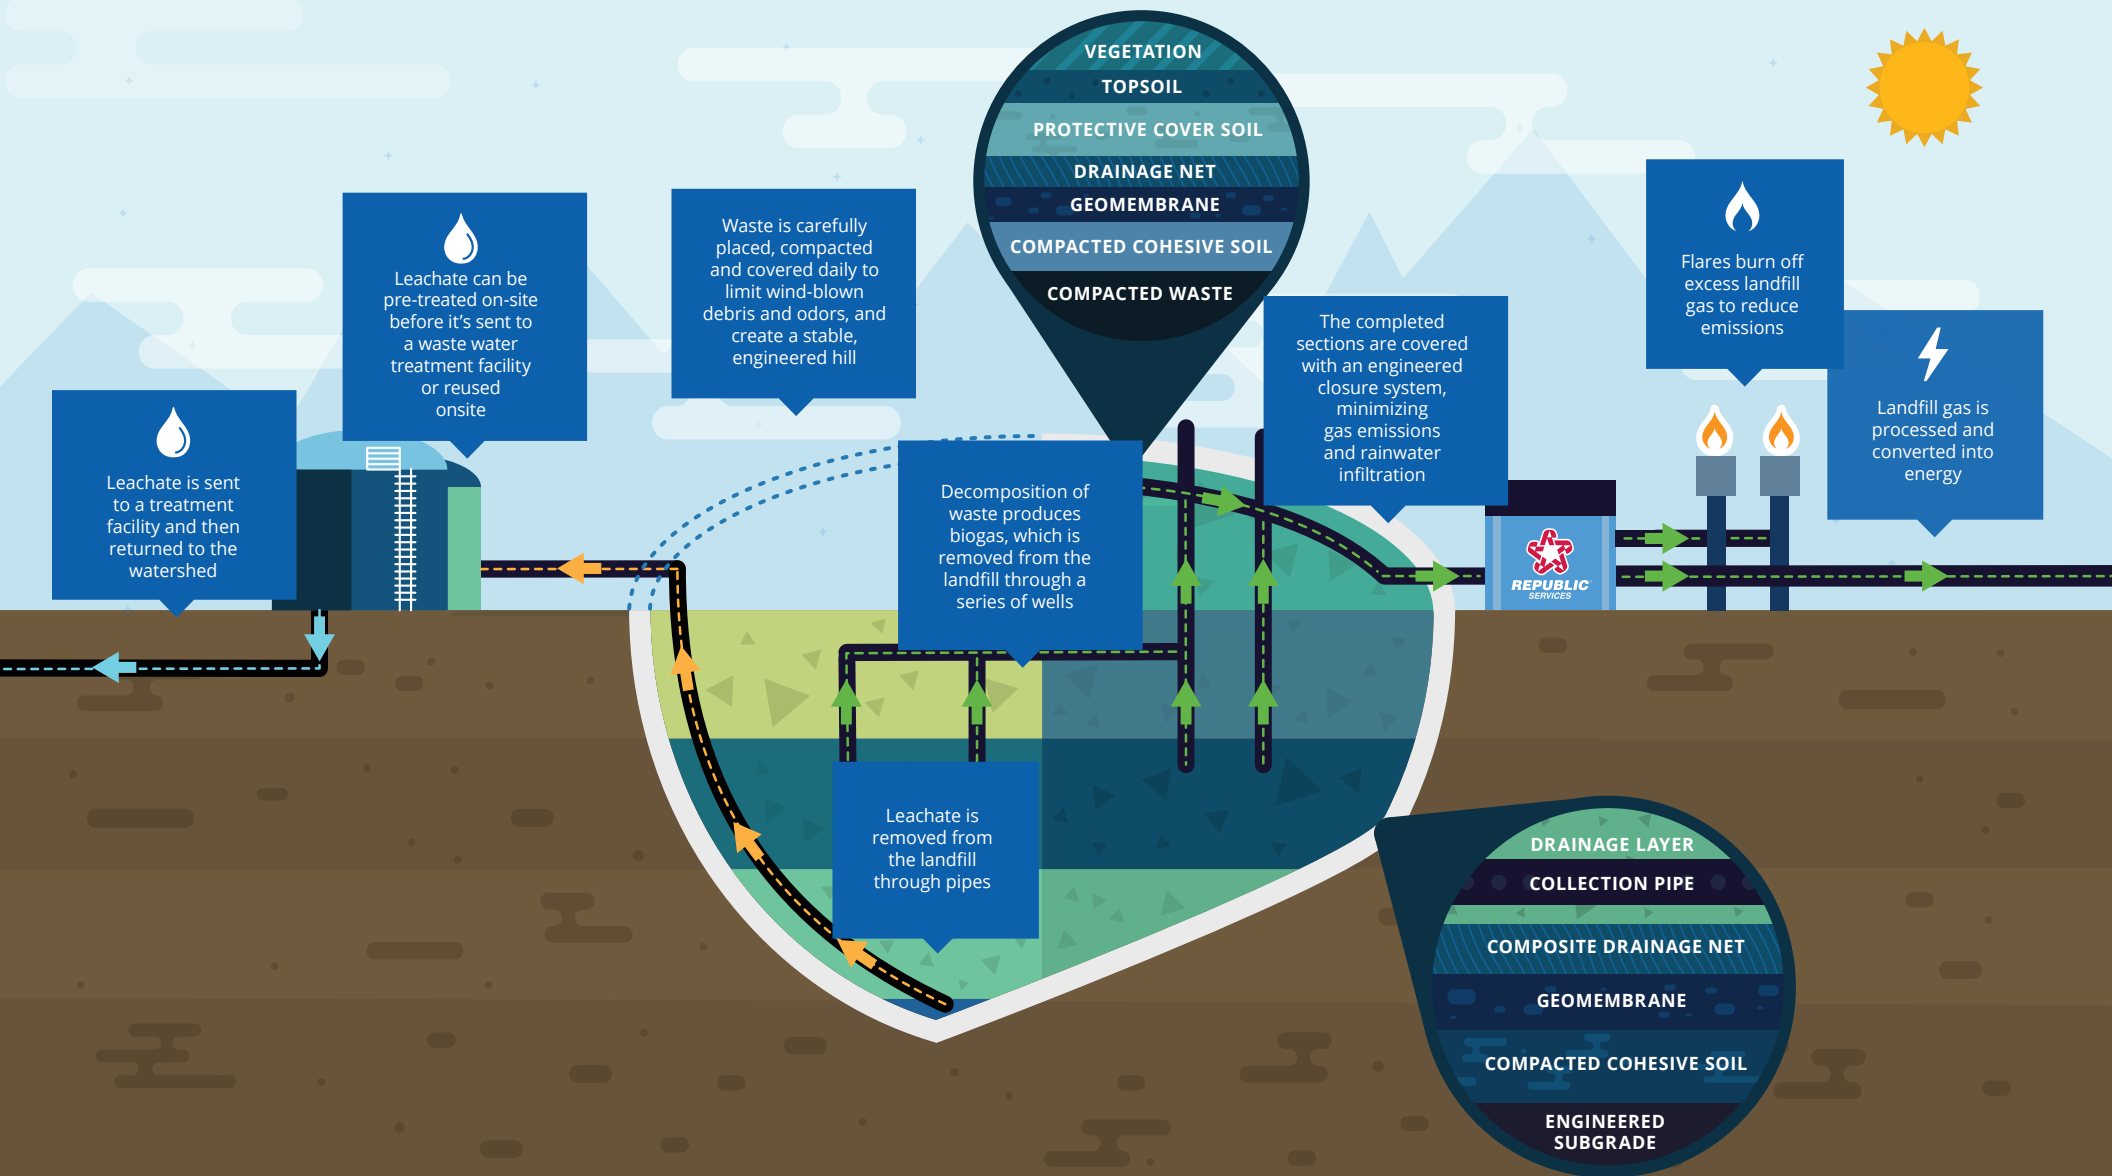 VEGETATION
TOPSOIL
PROTECTIVE COVER SOIL
DRAINAGE NET
GEOMEMBRANE
COMPACTED COHESIVE SOIL
COMPACTED WASTE
Leachate is sent
to a treatment
facility and then
returned to the
watershed
Leachate can be
pre-treated on-site
before it’s sent to
a waste water
treatment facility
or reused
onsite
Waste is carefully
placed, compacted
and covered daily to
limit wind-blown
debris and odors, and
create a stable,
engineered hill
Decomposition of
waste produces
biogas, which is
removed from the
landfill through a
series of wells
Leachate is
removed from
the landfill
through pipes
The completed
sections are covered
with an engineered
closure system,
minimizing
gas emissions
and rainwater
infiltration
REPUBLIC
SERVICES
Flares burn off
excess landfill
gas to reduce
emissions
Landfill gas is
processed and
converted into
energy
DRAINAGE LAYER
COLLECTION PIPE
COMPOSITE DRAINAGE NET
GEOMEMBRANE
COMPACTED COHESIVE SOIL
ENGINEERED
SUBGRADE